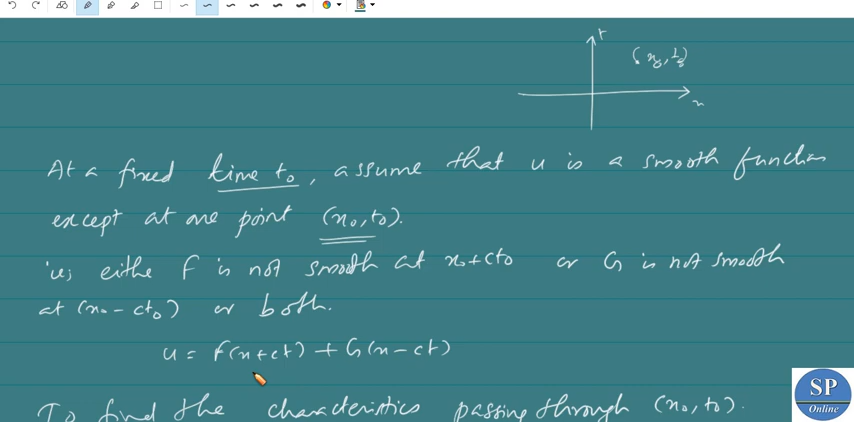 t
(x₀, t₀)
x
At a fixed time t₀, assume that u is a smooth function
except at one point (x₀, t₀).
ie; either F is not smooth at x₀+ct₀ or G is not smooth
at (x₀ - ct₀) or both.
u = F(x+ct) + G(x-ct)
To find the characteristics passing through (x₀, t₀).
SP
Online